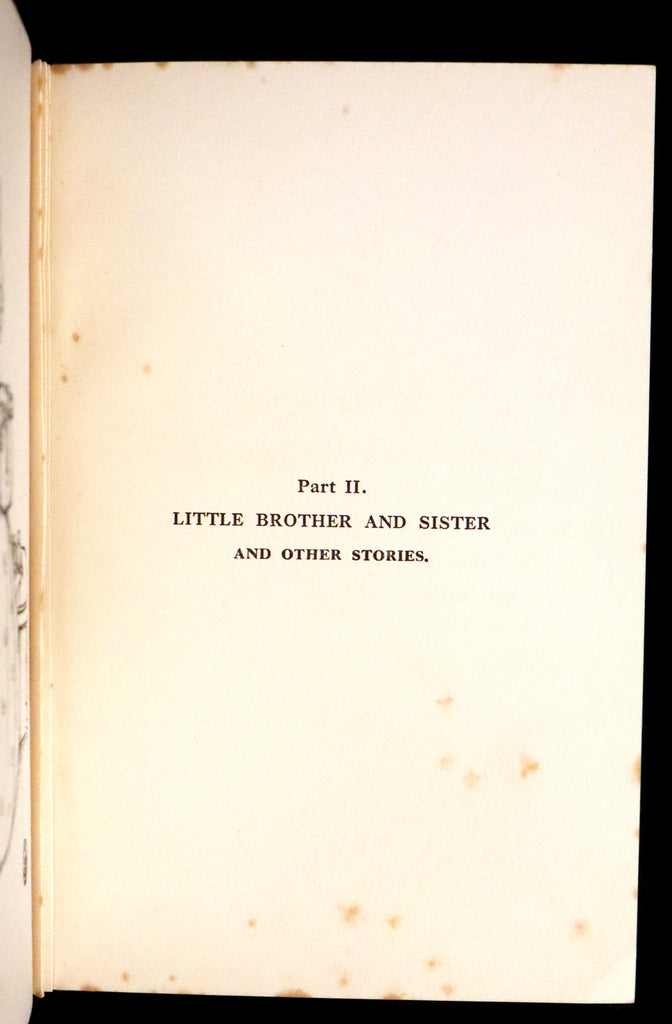 Part II.
LITTLE BROTHER AND SISTER
AND OTHER STORIES.